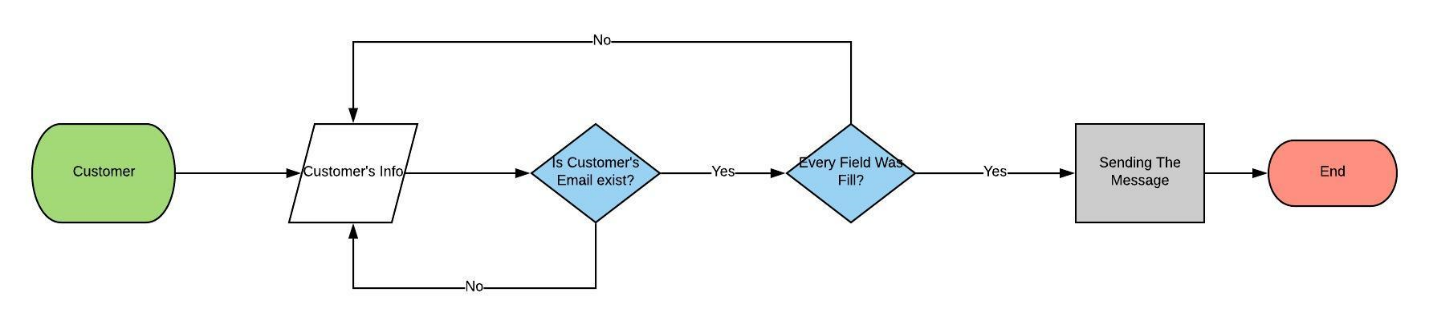 No
Customer
Customer's Info
Is Customer's
Email exist?
Yes
Every Field Was
Fill?
Yes
Sending The
Message
End
No